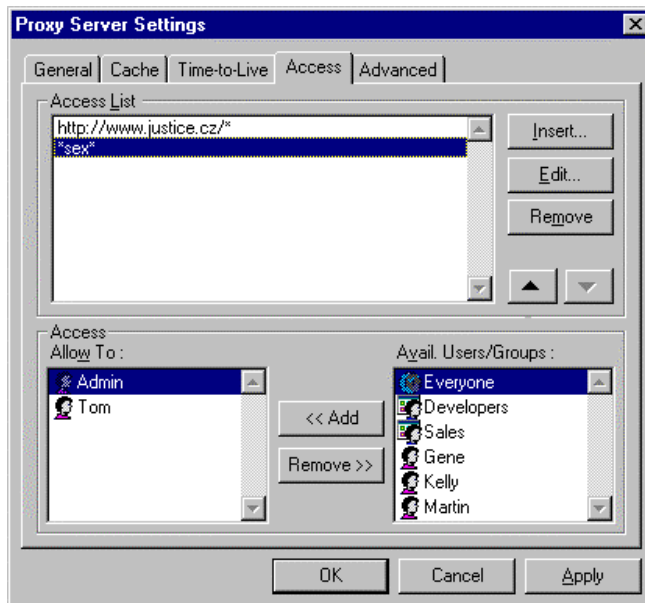 Proxy Server Settings
General Cache Time-to-Live Access Advanced
Access List
http://www.justice.cz/*
*sex*
Insert...
Edit...
Remove
Access
Allow To :
Admin
Tom
<< Add
Remove >>
Avail. Users/Groups :
Everyone
Developers
Sales
Gene
Kelly
Martin
OK Cancel Apply